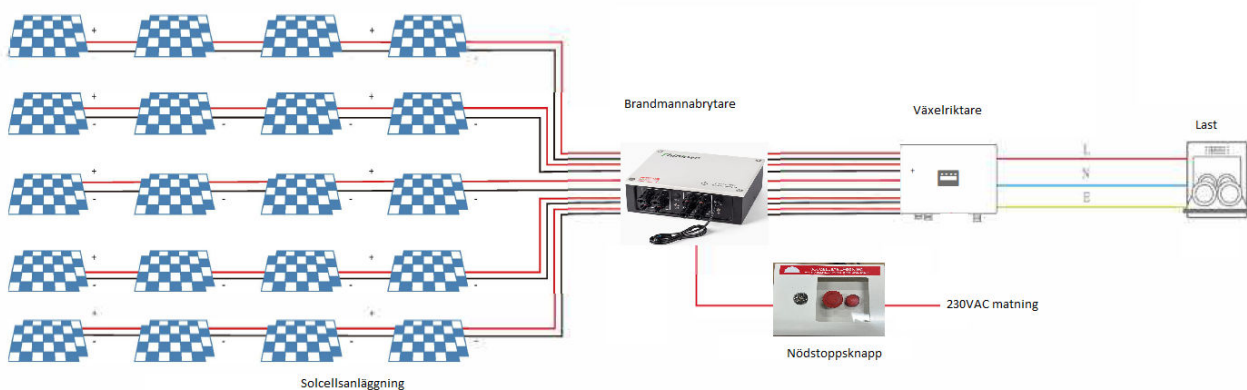 + +
Brandmannabrytare
Växelriktare
Last
+ +
- -
L
+ +
- -
+
N
E
+ +
- -
230VAC matning
+ +
- -
Nödstoppsknapp
Solcellsanläggning